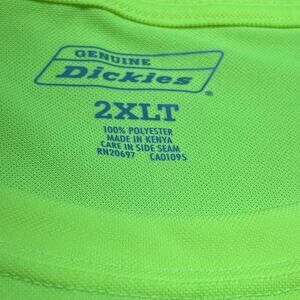 GENUINE
Dickies®
2XLT
100% POLYESTER
MADE IN KENYA
CARE IN SIDE SEAM
RN20697 CA01095